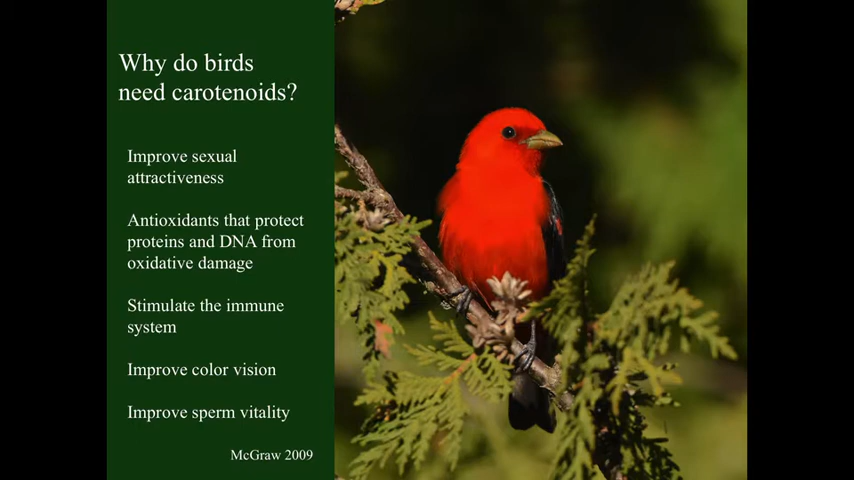 Why do birds
need carotenoids?
Improve sexual
attractiveness
Antioxidants that protect
proteins and DNA from
oxidative damage
Stimulate the immune
system
Improve color vision
Improve sperm vitality
McGraw 2009